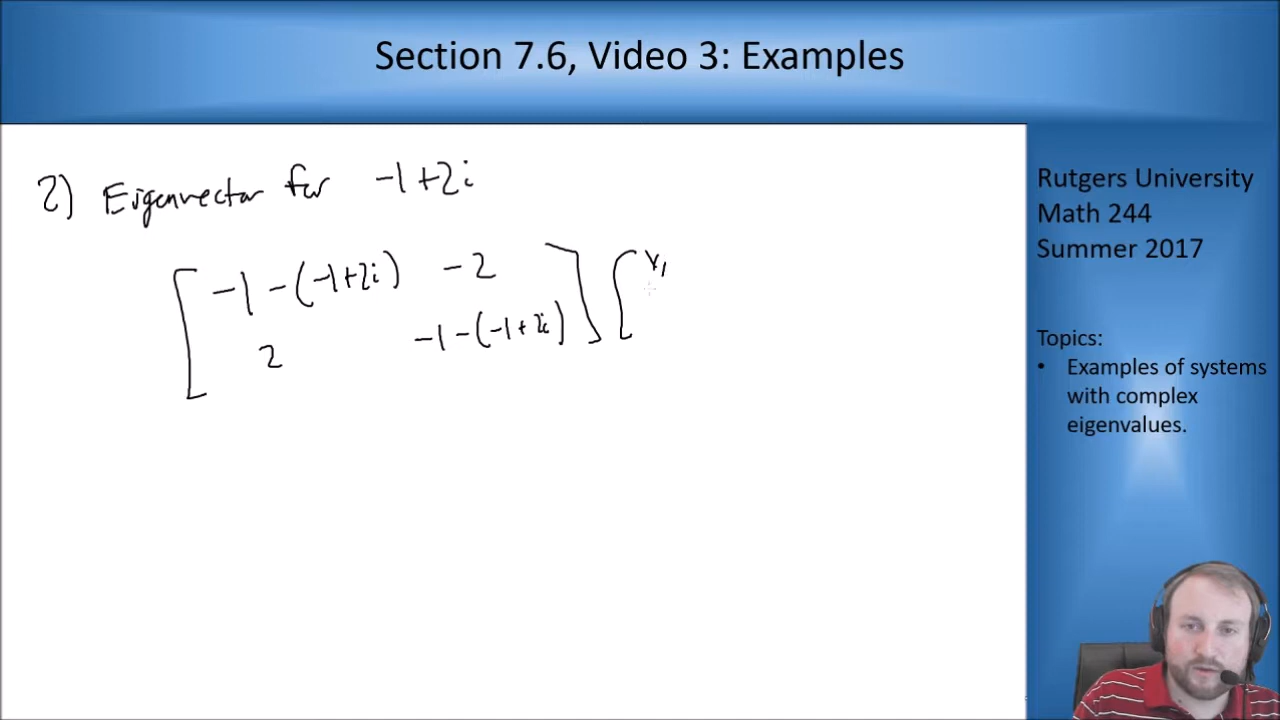 Section 7.6, Video 3: Examples
2) Eigenvector for -1+2i
[ -1-(-1+2i) -2 ] [ v₁
2 -1-(-1+2i)
Rutgers University
Math 244
Summer 2017
Topics:
• Examples of systems
with complex
eigenvalues.